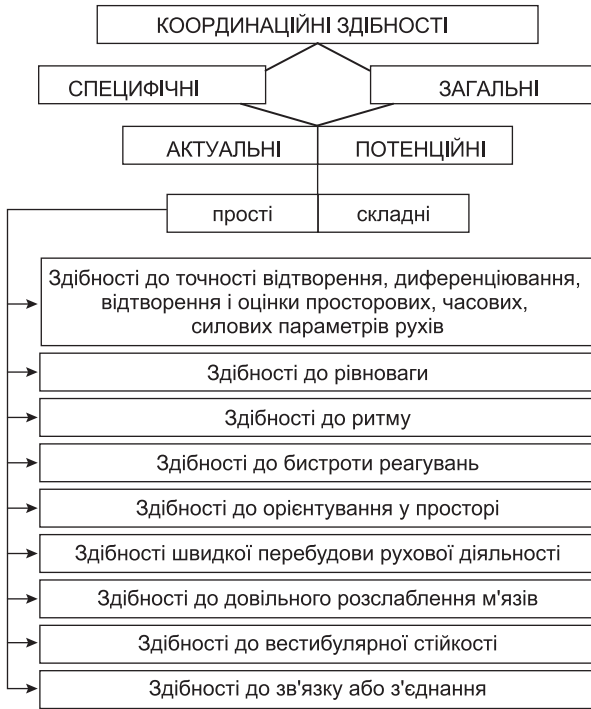 КООРДИНАЦІЙНІ ЗДІБНОСТІ
СПЕЦИФІЧНІ
ЗАГАЛЬНІ
АКТУАЛЬНІ
ПОТЕНЦІЙНІ
прості
складні
Здібності до точності відтворення, диференціювання,
відтворення і оцінки просторових, часових,
силових параметрів рухів
Здібності до рівноваги
Здібності до ритму
Здібності до бистроти реагувань
Здібності до орієнтування у просторі
Здібності швидкої перебудови рухової діяльності
Здібності до довільного розслаблення м'язів
Здібності до вестибулярної стійкості
Здібності до зв'язку або з'єднання